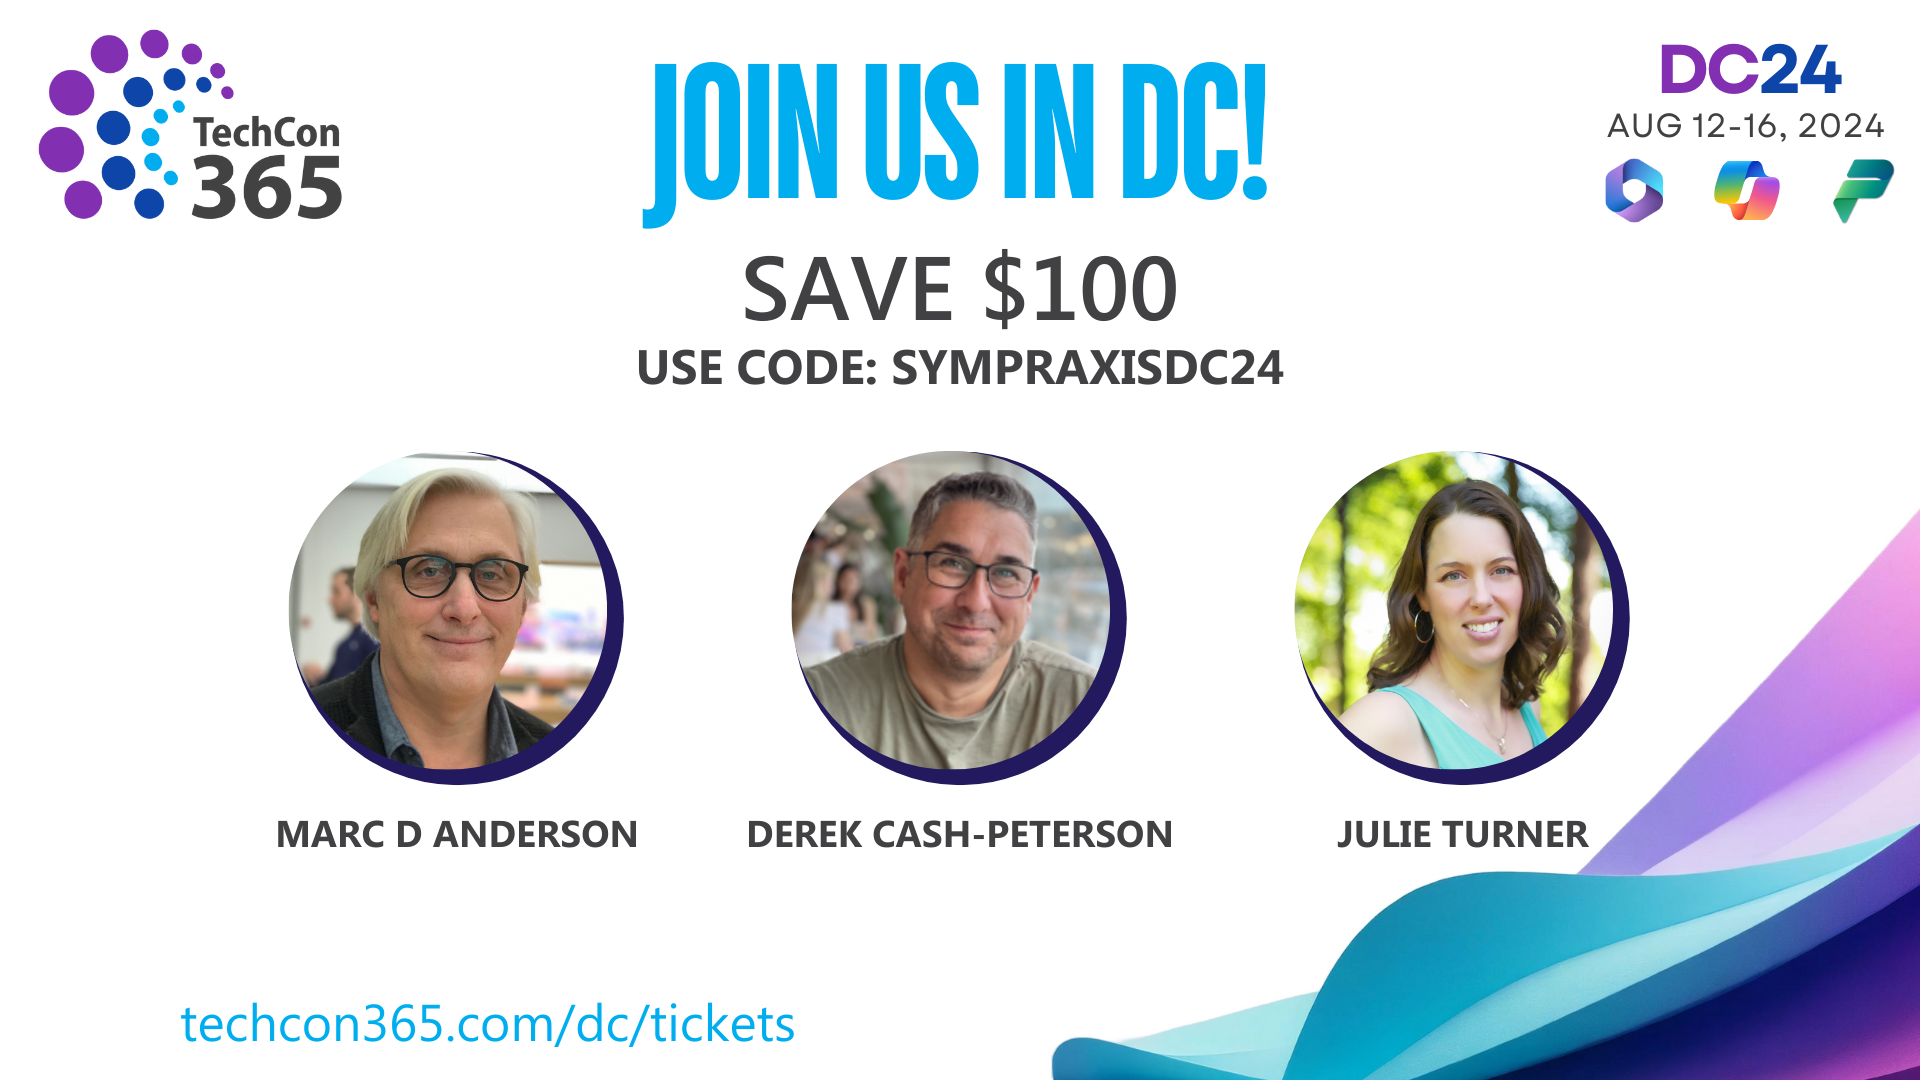 TechCon
365
JOIN US IN DC!
DC24
AUG 12-16, 2024
SAVE $100
USE CODE: SYMPRAXISDC24
MARC D ANDERSON
DEREK CASH-PETERSON
JULIE TURNER
techcon365.com/dc/tickets